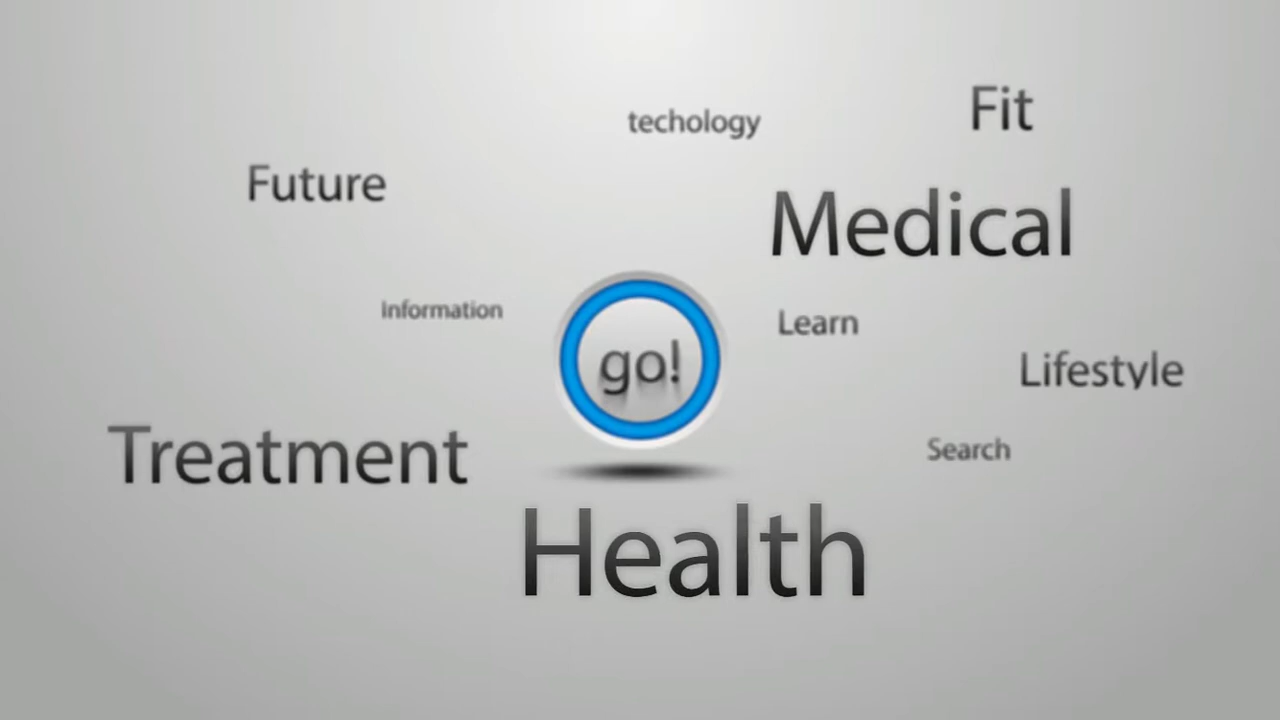 Fit
techology
Future
Medical
Information
Learn
go!
Lifestyle
Treatment
Search
Health